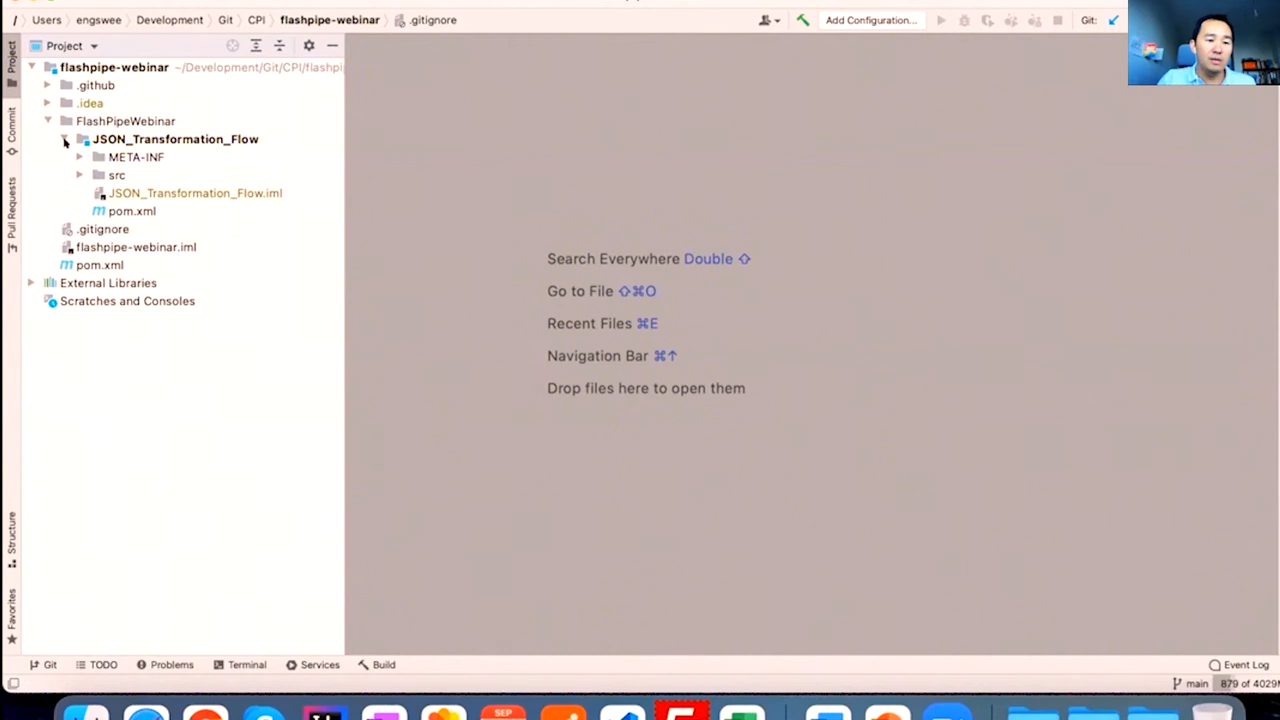 / Users engswee Development Git CPI flashpipe-webinar .gitignore
Add Configuration...
Git:
Project
Project
flashpipe-webinar ~/Development/Git/CPI/flashpi
.github
.idea
FlashPipeWebinar
JSON_Transformation_Flow
META-INF
src
JSON_Transformation_Flow.iml
pom.xml
.gitignore
flashpipe-webinar.iml
pom.xml
External Libraries
Scratches and Consoles
Commit
Pull Requests
Structure
Favorites
Search Everywhere Double ⇧
Go to File ⇧⌘O
Recent Files ⌘E
Navigation Bar ⌘↑
Drop files here to open them
Git TODO Problems Terminal Services Build
Event Log
main 879 of 4029M
SEP